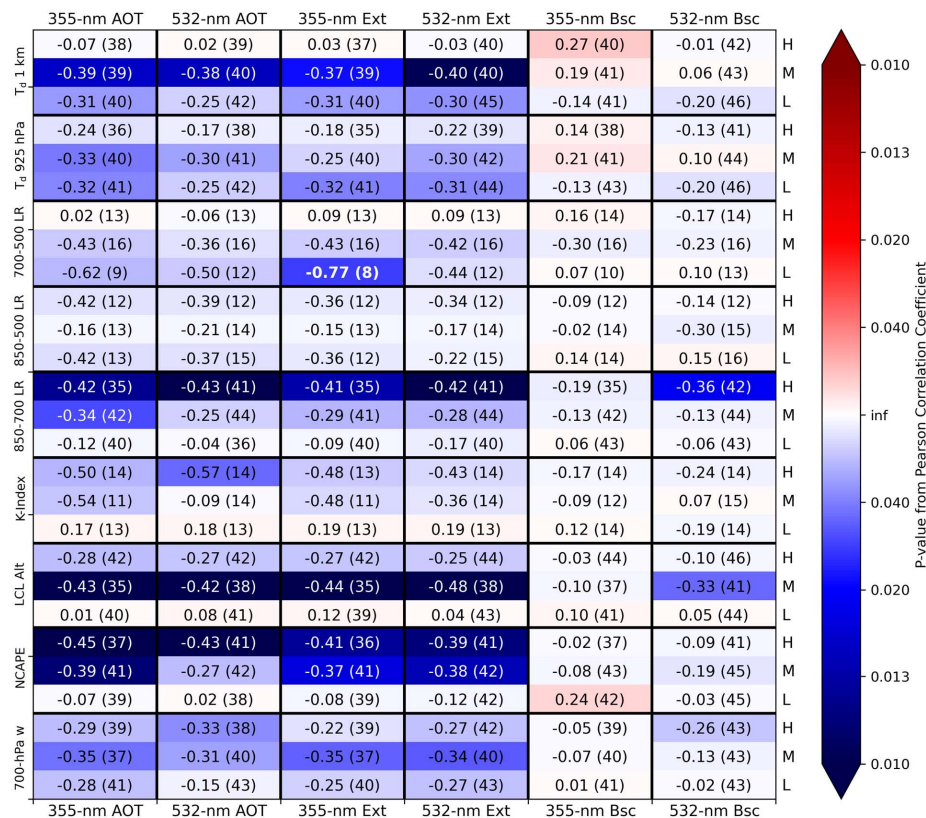 355-nm AOT 532-nm AOT 355-nm Ext 532-nm Ext 355-nm Bsc 532-nm Bsc
T_d 1 km
-0.07 (38) 0.02 (39) 0.03 (37) -0.03 (40) 0.27 (40) -0.01 (42) H
-0.39 (39) -0.38 (40) -0.37 (39) -0.40 (40) 0.19 (41) 0.06 (43) M
-0.31 (40) -0.25 (42) -0.31 (40) -0.30 (45) -0.14 (41) -0.20 (46) L
T_d 925 hPa
-0.24 (36) -0.17 (38) -0.18 (35) -0.22 (39) 0.14 (38) -0.13 (41) H
-0.33 (40) -0.30 (41) -0.25 (40) -0.30 (42) 0.21 (41) 0.10 (44) M
-0.32 (41) -0.25 (42) -0.32 (41) -0.31 (44) -0.13 (43) -0.20 (46) L
700-500 LR
0.02 (13) -0.06 (13) 0.09 (13) 0.09 (13) 0.16 (14) -0.17 (14) H
-0.43 (16) -0.36 (16) -0.43 (16) -0.42 (16) -0.30 (16) -0.23 (16) M
-0.62 (9) -0.50 (12) -0.77 (8) -0.44 (12) 0.07 (10) 0.10 (13) L
850-500 LR
-0.42 (12) -0.39 (12) -0.36 (12) -0.34 (12) -0.09 (12) -0.14 (12) H
-0.16 (13) -0.21 (14) -0.15 (13) -0.17 (14) -0.02 (14) -0.30 (15) M
-0.42 (13) -0.37 (15) -0.36 (12) -0.22 (15) 0.14 (14) 0.15 (16) L
850-700 LR
-0.42 (35) -0.43 (41) -0.41 (35) -0.42 (41) -0.19 (35) -0.36 (42) H
-0.34 (42) -0.25 (44) -0.29 (41) -0.28 (44) -0.13 (42) -0.13 (44) M
-0.12 (40) -0.04 (36) -0.09 (40) -0.17 (40) 0.06 (43) -0.06 (43) L
K-Index
-0.50 (14) -0.57 (14) -0.48 (13) -0.43 (14) -0.17 (14) -0.24 (14) H
-0.54 (11) -0.09 (14) -0.48 (11) -0.36 (14) -0.09 (12) 0.07 (15) M
0.17 (13) 0.18 (13) 0.19 (13) 0.19 (13) 0.12 (14) -0.19 (14) L
LCL Alt
-0.28 (42) -0.27 (42) -0.27 (42) -0.25 (44) -0.03 (44) -0.10 (46) H
-0.43 (35) -0.42 (38) -0.44 (35) -0.48 (38) -0.10 (37) -0.33 (41) M
0.01 (40) 0.08 (41) 0.12 (39) 0.04 (43) 0.10 (41) 0.05 (44) L
NCAPE
-0.45 (37) -0.43 (41) -0.41 (36) -0.39 (41) -0.02 (37) -0.09 (41) H
-0.39 (41) -0.27 (42) -0.37 (41) -0.38 (42) -0.08 (43) -0.19 (45) M
-0.07 (39) 0.02 (38) -0.08 (39) -0.12 (42) 0.24 (42) -0.03 (45) L
700-hPa w
-0.29 (39) -0.33 (38) -0.22 (39) -0.27 (42) -0.05 (39) -0.26 (43) H
-0.35 (37) -0.31 (40) -0.35 (37) -0.34 (40) -0.07 (40) -0.13 (43) M
-0.28 (41) -0.15 (43) -0.25 (40) -0.27 (43) 0.01 (41) -0.02 (43) L
355-nm AOT 532-nm AOT 355-nm Ext 532-nm Ext 355-nm Bsc 532-nm Bsc
0.010
0.013
0.020
0.040
inf
0.040
0.020
0.013
0.010
P-value from Pearson Correlation Coefficient